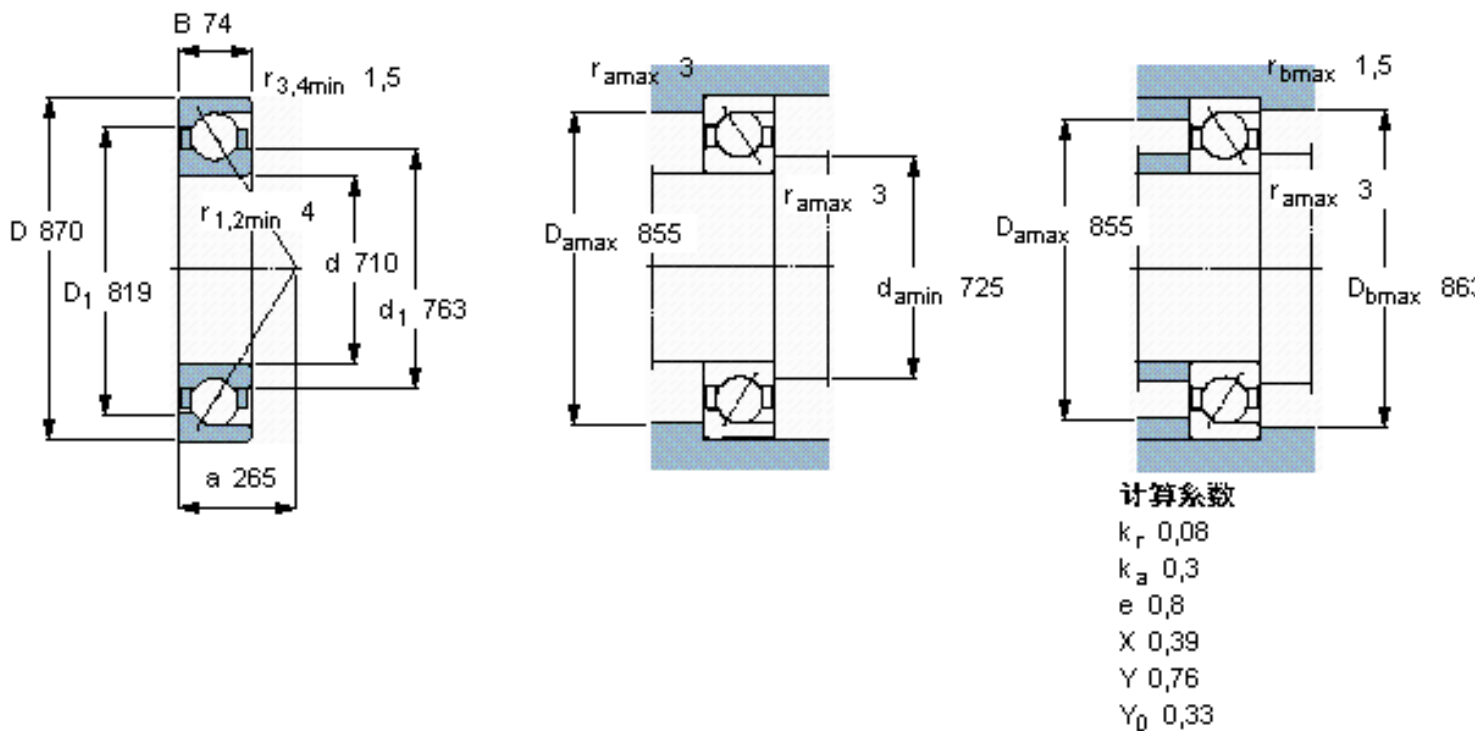 B 74
r3,4min 1,5
D 870
D1 819
r1,2min 4
d 710
d1 763
a 265
ramax 3
Damax 855
ramax 3
damin 725
rbmax 1,5
Damax 855
ramax 3
Dbmax 863
计算系数
kr 0,08
ka 0,3
e 0,8
X 0,39
Y 0,76
Y0 0,33